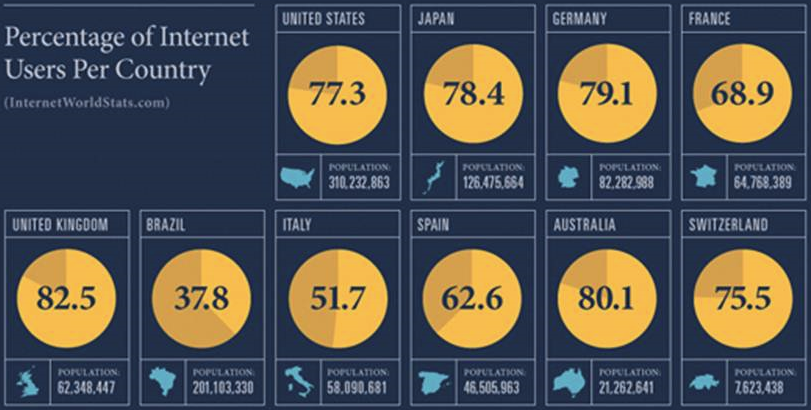 Percentage of Internet
Users Per Country
(InternetWorldStats.com)
UNITED STATES
77.3
POPULATION:
310,232,863
JAPAN
78.4
POPULATION:
126,475,664
GERMANY
79.1
POPULATION:
82,282,988
FRANCE
68.9
POPULATION:
64,768,389
UNITED KINGDOM
82.5
POPULATION:
62,348,447
BRAZIL
37.8
POPULATION:
201,103,330
ITALY
51.7
POPULATION:
58,090,681
SPAIN
62.6
POPULATION:
46,505,963
AUSTRALIA
80.1
POPULATION:
21,262,641
SWITZERLAND
75.5
POPULATION:
7,623,438